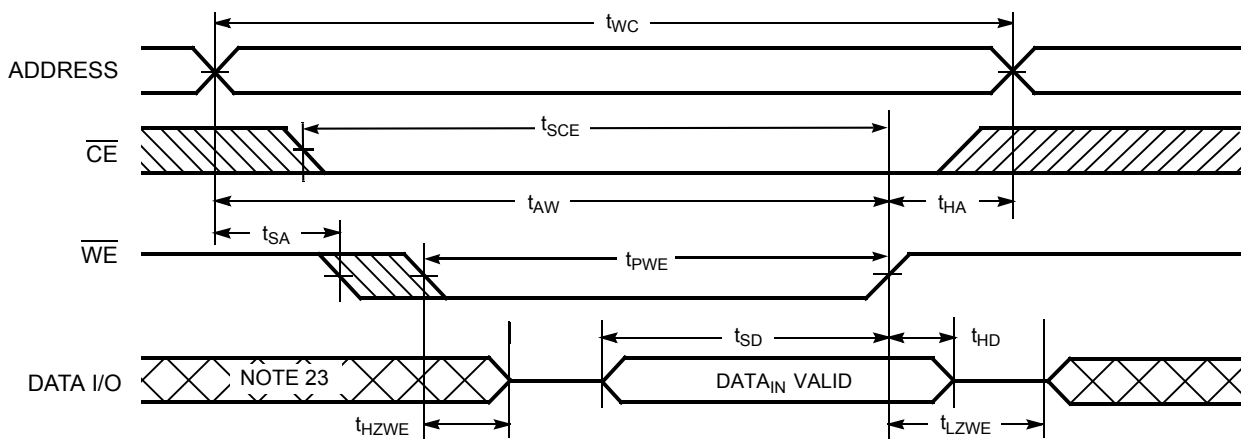 tWC
ADDRESS
tSCE
CE
tAW
tHA
tSA
WE
tPWE
tSD
tHD
DATA I/O
NOTE 23
DATAIN VALID
tHZWE
tLZWE